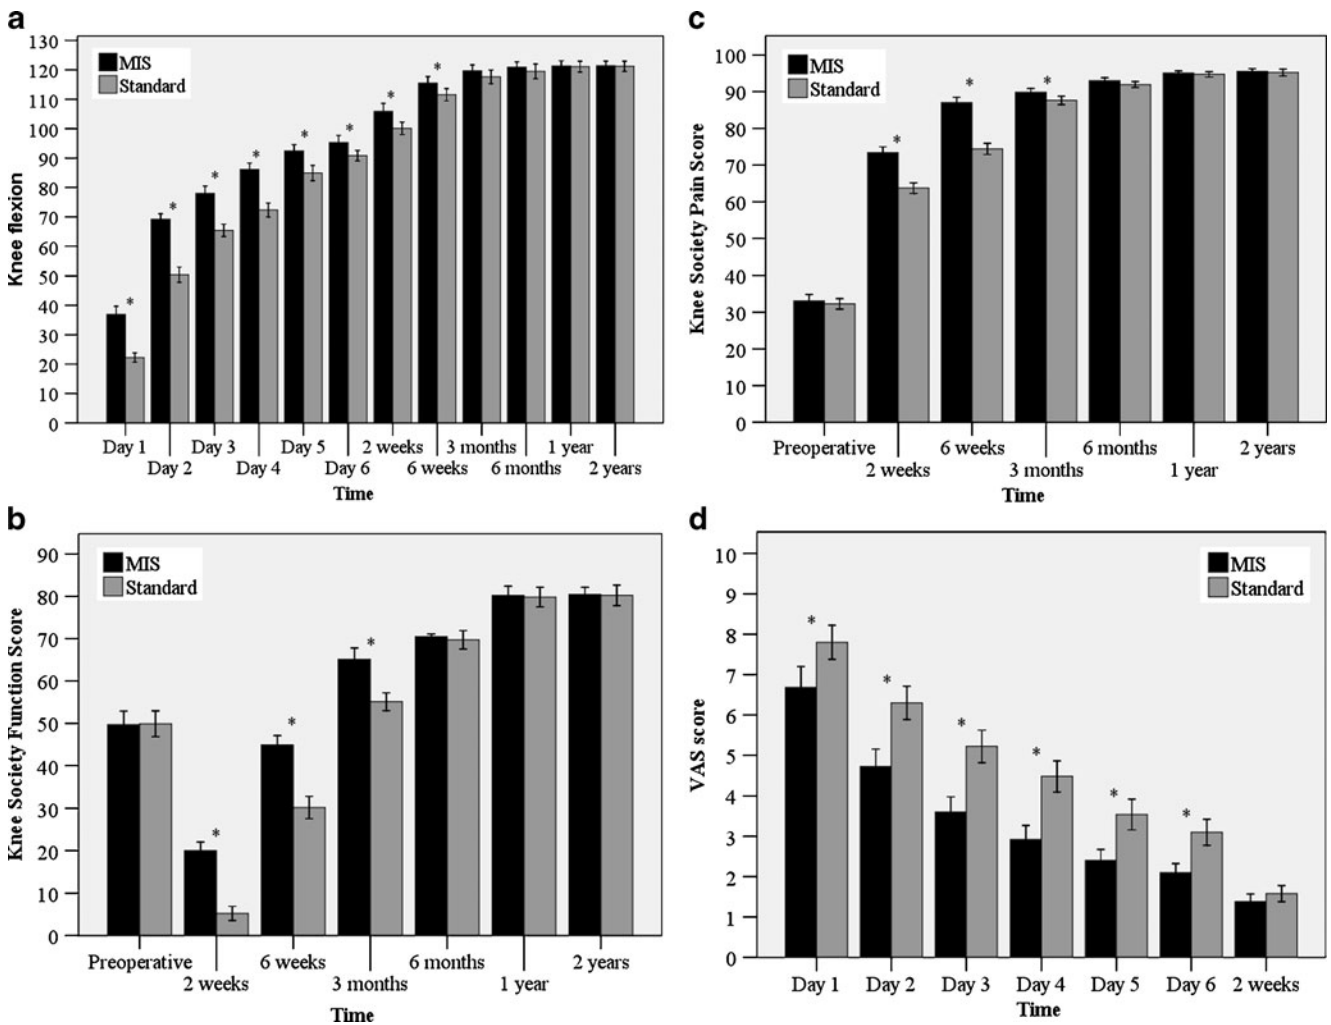 a
130
120
110
100
90
80
70
60
50
40
30
20
10
0
Knee flexion
MIS
Standard
*
*
*
*
*
*
*
*
Day 1
Day 3
Day 5
2 weeks
3 months
1 year
Day 2
Day 4
Day 6
6 weeks
6 months
2 years
Time
b
90
80
70
60
50
40
30
20
10
0
Knee Society Function Score
MIS
Standard
*
*
*
Preoperative
6 weeks
6 months
2 years
2 weeks
3 months
1 year
Time
c
100
90
80
70
60
50
40
30
20
10
0
Knee Society Pain Score
MIS
Standard
*
*
*
Preoperative
6 weeks
6 months
2 years
2 weeks
3 months
1 year
Time
d
10
9
8
7
6
5
4
3
2
1
0
VAS score
MIS
Standard
*
*
*
*
*
*
Day 1
Day 2
Day 3
Day 4
Day 5
Day 6
2 weeks
Time